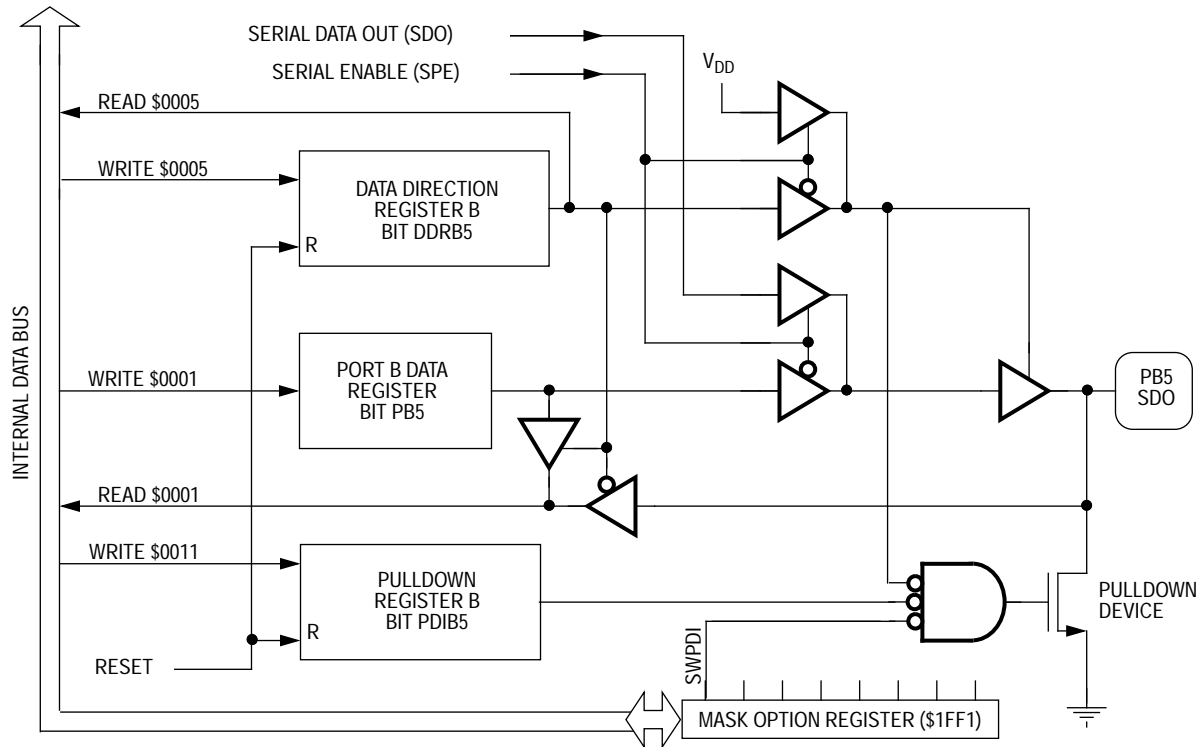 SERIAL DATA OUT (SDO)
SERIAL ENABLE (SPE)
VDD
READ $0005
WRITE $0005
DATA DIRECTION
REGISTER B
BIT DDRB5
R
INTERNAL DATA BUS
WRITE $0001
PORT B DATA
REGISTER
BIT PB5
PB5
SDO
READ $0001
WRITE $0011
PULLDOWN
REGISTER B
BIT PDIB5
R
PULLDOWN
DEVICE
RESET
SWPDI
MASK OPTION REGISTER ($1FF1)